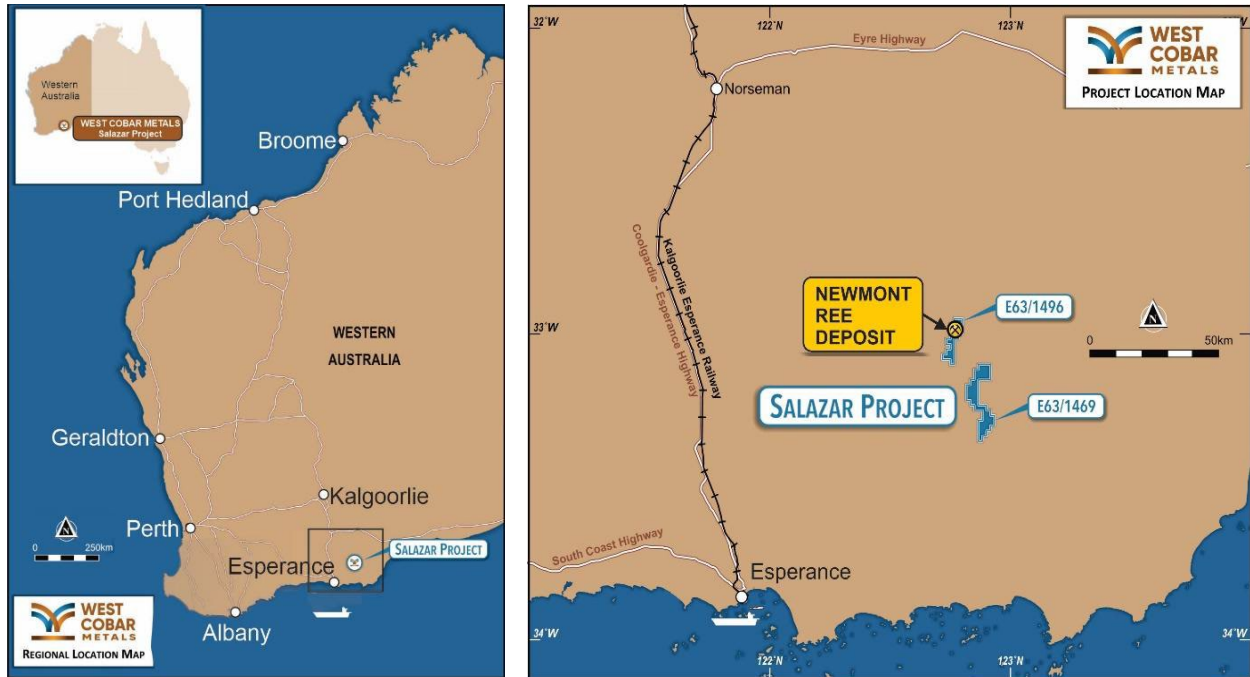 Western
Australia
WEST COBAR METALS
Salazar Project
Broome
Port Hedland
WESTERN
AUSTRALIA
Geraldton
Kalgoorlie
Perth
N
0 250km
SALAZAR PROJECT
Esperance
Albany
WEST
COBAR
METALS
REGIONAL LOCATION MAP
32°W
122°N
123°N
32°W
Eyre Highway
WEST
COBAR
METALS
PROJECT LOCATION MAP
Norseman
Coolgardie - Esperance Highway
Kalgoorlie Esperance Railway
NEWMONT
REE
DEPOSIT
E63/1496
33°W
33°W
N
0 50km
SALAZAR PROJECT
E63/1469
South Coast Highway
Esperance
34°W
122°N
123°N
34°W